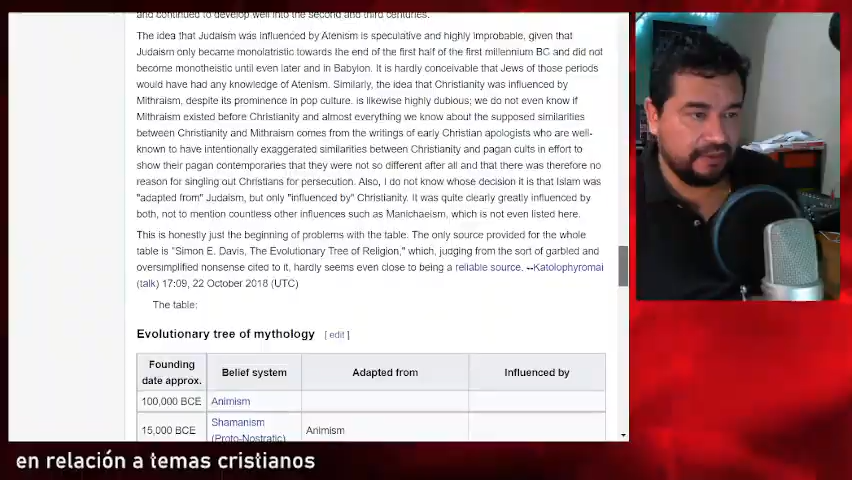 and continued to develop well into the second and third centuries.
The idea that Judaism was influenced by Atenism is speculative and highly improbable, given that
Judaism only became monolatristic towards the end of the first half of the first millennium BC and did not
become monotheistic until even later and in Babylon. It is hardly conceivable that Jews of those periods
would have had any knowledge of Atenism. Similarly, the idea that Christianity was influenced by
Mithraism, despite its prominence in pop culture. is likewise highly dubious; we do not even know if
Mithraism existed before Christianity and almost everything we know about the supposed similarities
between Christianity and Mithraism comes from the writings of early Christian apologists who are well-
known to have intentionally exaggerated similarities between Christianity and pagan cults in effort to
show their pagan contemporaries that they were not so different after all and that there was therefore no
reason for singling out Christians for persecution. Also, I do not know whose decision it is that Islam was
"adapted from" Judaism, but only "influenced by" Christianity. It was quite clearly greatly influenced by
both, not to mention countless other influences such as Manichaeism, which is not even listed here.
This is honestly just the beginning of problems with the table. The only source provided for the whole
table is "Simon E. Davis, The Evolutionary Tree of Religion," which, judging from the sort of garbled and
oversimplified nonsense cited to it, hardly seems even close to being a reliable source. --Katolophyromai
(talk) 17:09, 22 October 2018 (UTC)
The table:
Evolutionary tree of mythology [ edit ]
Founding
date approx. Belief system Adapted from Influenced by
100,000 BCE Animism
15,000 BCE Shamanism
(Proto-Nostratic) Animism
en relación a temas cristianos